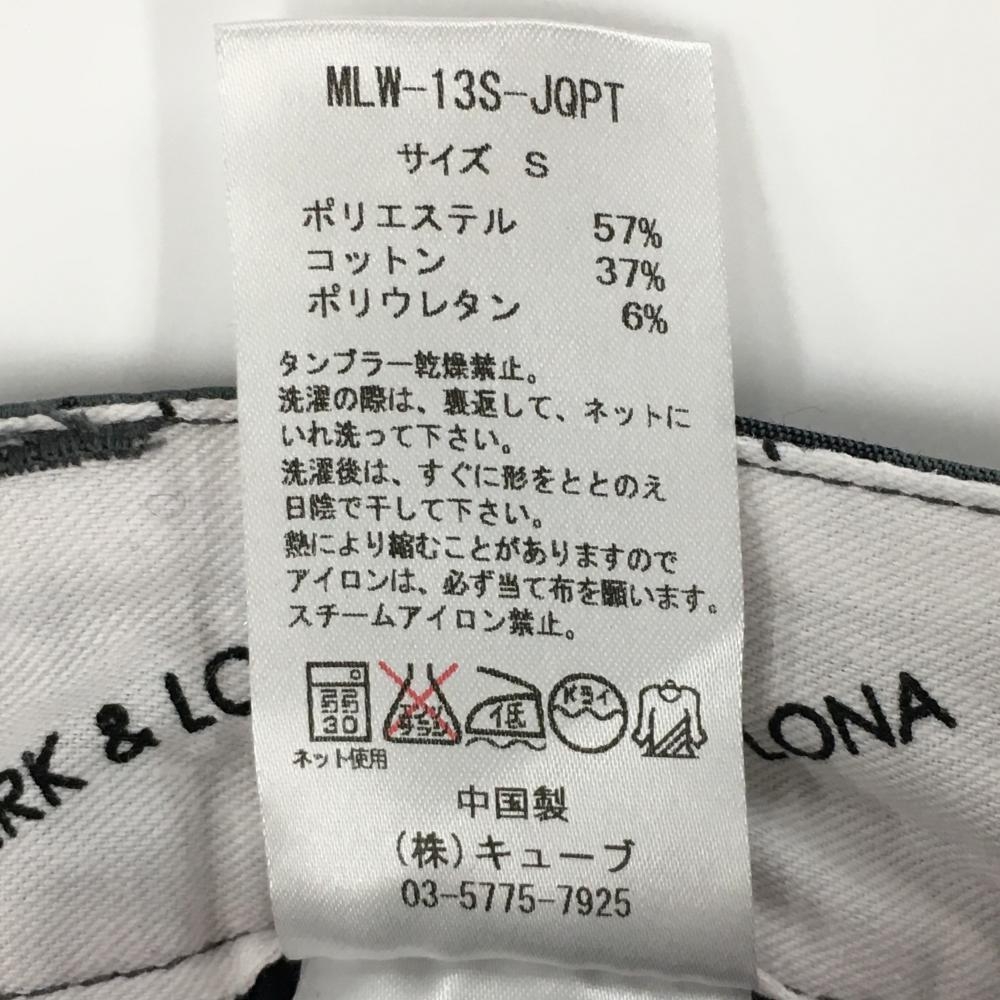 MLW-13S-JQPT
サイズ S
ポリエステル 57%
コットン 37%
ポリウレタン 6%
タンブラー乾燥禁止。
洗濯の際は、裏返して、ネットに
いれ洗って下さい。
洗濯後は、すぐに形をととのえ
日陰で干して下さい。
熱により縮むことがありますので
アイロンは、必ず当て布を願います。
スチームアイロン禁止。
弱 30
エンソ サラシ
低
ドライ
ネット使用
中国製
(株)キューブ
03-5775-7925
RK & LO
LONA